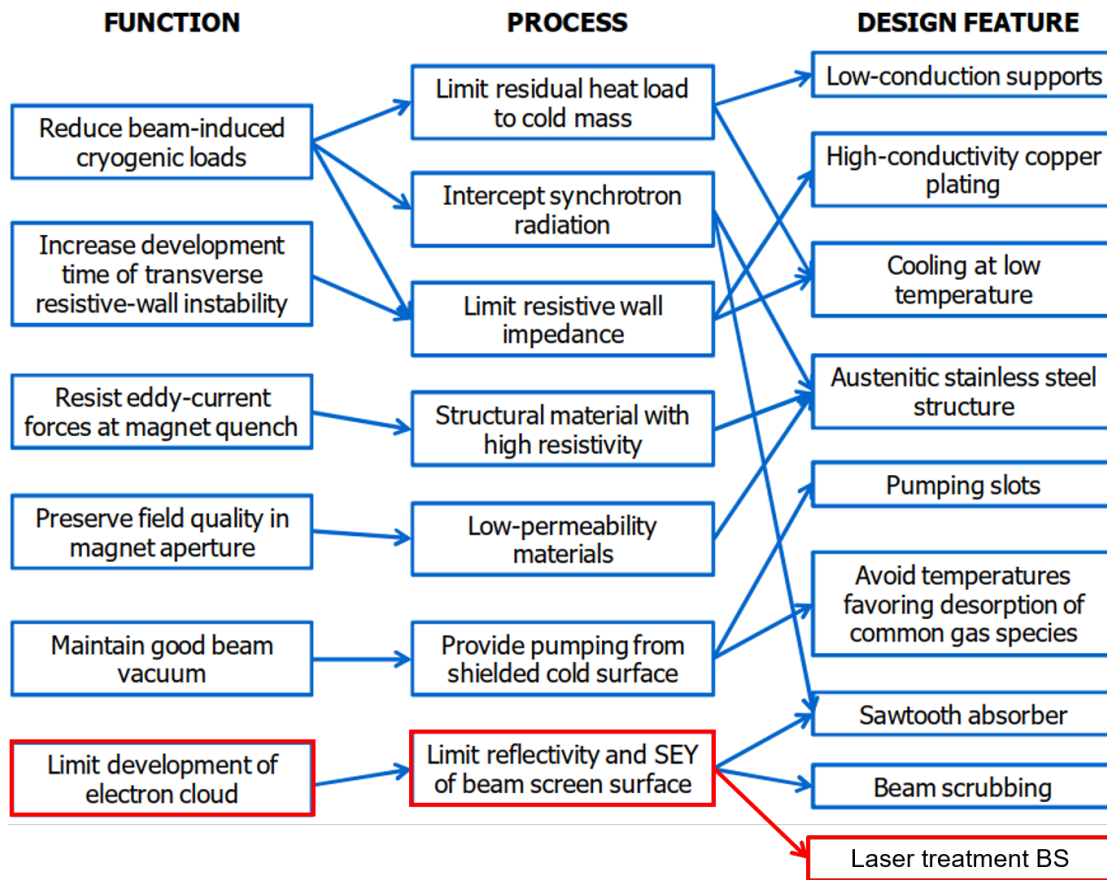 FUNCTION
PROCESS
DESIGN FEATURE
Reduce beam-induced
cryogenic loads
Increase development
time of transverse
resistive-wall instability
Resist eddy-current
forces at magnet quench
Preserve field quality in
magnet aperture
Maintain good beam
vacuum
Limit development of
electron cloud
Limit residual heat load
to cold mass
Intercept synchrotron
radiation
Limit resistive wall
impedance
Structural material with
high resistivity
Low-permeability
materials
Provide pumping from
shielded cold surface
Limit reflectivity and SEY
of beam screen surface
Low-conduction supports
High-conductivity copper
plating
Cooling at low
temperature
Austenitic stainless steel
structure
Pumping slots
Avoid temperatures
favoring desorption of
common gas species
Sawtooth absorber
Beam scrubbing
Laser treatment BS